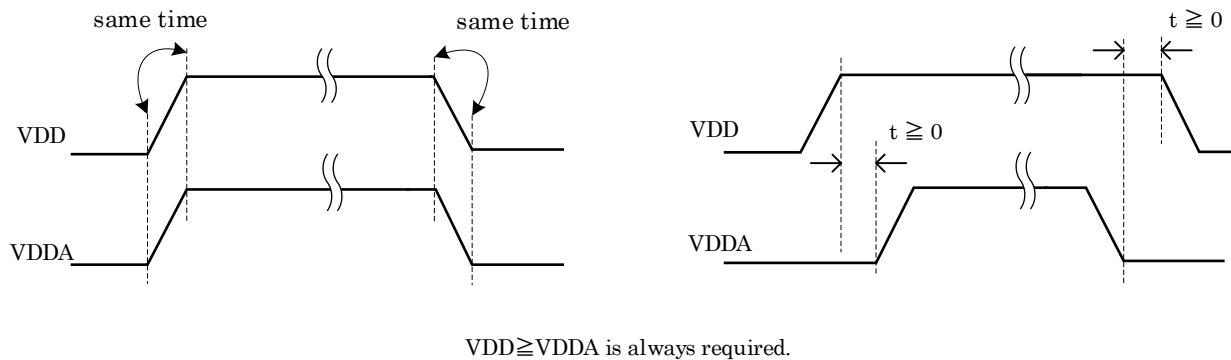 same time
same time
VDD
VDDA
t ≧ 0
VDD
t ≧ 0
VDDA
VDD≧VDDA is always required.